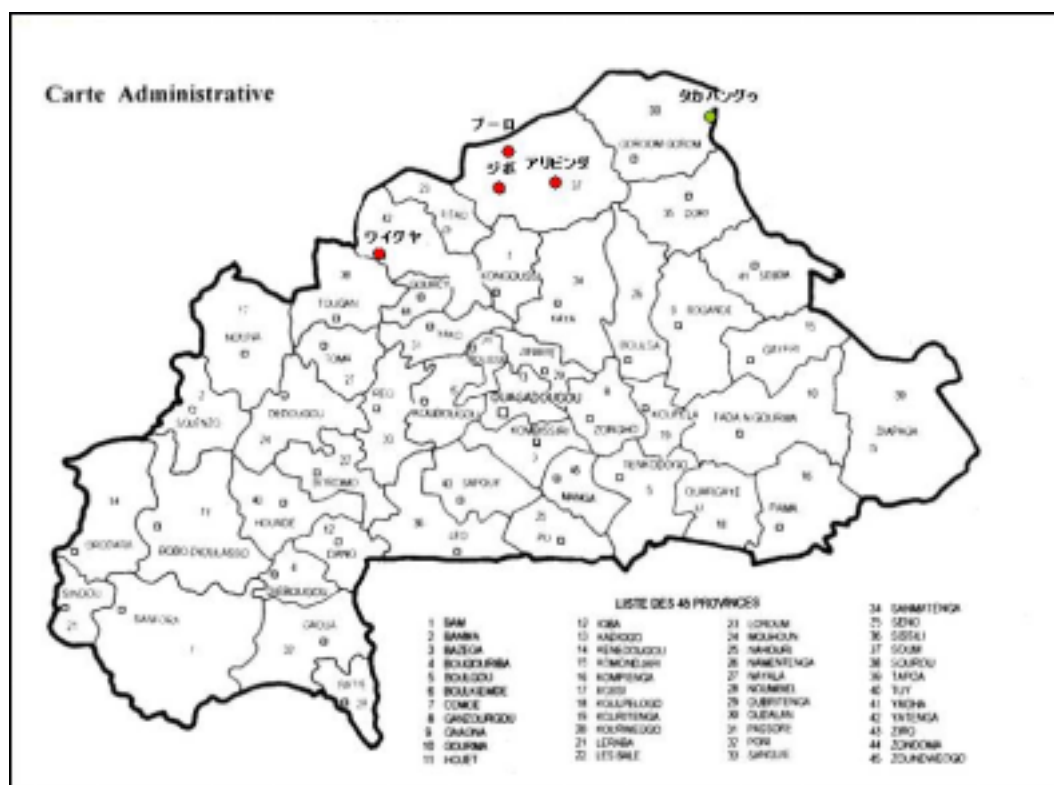 Carte Administrative
タカバングゥ
ブーロ
ジボ
アリビンダ
ワイグヤ
GOROM GOROM
DORI
SEBBA
TITAO
KONGOUSSI
GOURCY
TOUGAN
NOUNA
TOMA
YAKO
KAYA
BOULSA
BOGANDE
GAYERI
SOLENZO
DEDOUGOU
REO
KOUDOUGOU
OUAGADOUGOU
KOMBISSIRI
ZORGHO
KOUPELA
FADA N GOURMA
DIAPAGA
BOROMO
SAPOUY
MANGA
TENKODOGO
OUARGAYE
PAMA
HOUNDE
ORODARA
BOBO DIOULASSO
DANO
LEO
PO
SINDOU
BANFORA
DIEBOUGOU
GAOUA
BATIE
LISTE DES 45 PROVINCES
1 BAM
2 BANWA
3 BAZEGA
4 BOUGOURIBA
5 BOULGOU
6 BOULKIEMDE
7 COMOE
8 GANZOURGOU
9 GNAGNA
10 GOURMA
11 HOUET
12 IOBA
13 KADIOGO
14 KENEDOUGOU
15 KOMONDJARI
16 KOMPIENGA
17 KOSSI
18 KOULPELOGO
19 KOURITENGA
20 KOURWEOGO
21 LERABA
22 LES BALE
23 LOROUM
24 MOUHOUN
25 NAHOURI
26 NAMENTENGA
27 NAYALA
28 NOUMBIEL
29 OUBRITENGA
30 OUDALAN
31 PASSORE
32 PONI
33 SANGUIE
34 SANMATENGA
35 SENO
36 SISSILI
37 SOUM
38 SOUROU
39 TAPOA
40 TUY
41 YAGHA
42 YATENGA
43 ZIRO
44 ZONDOMA
45 ZOUNDWEOGO